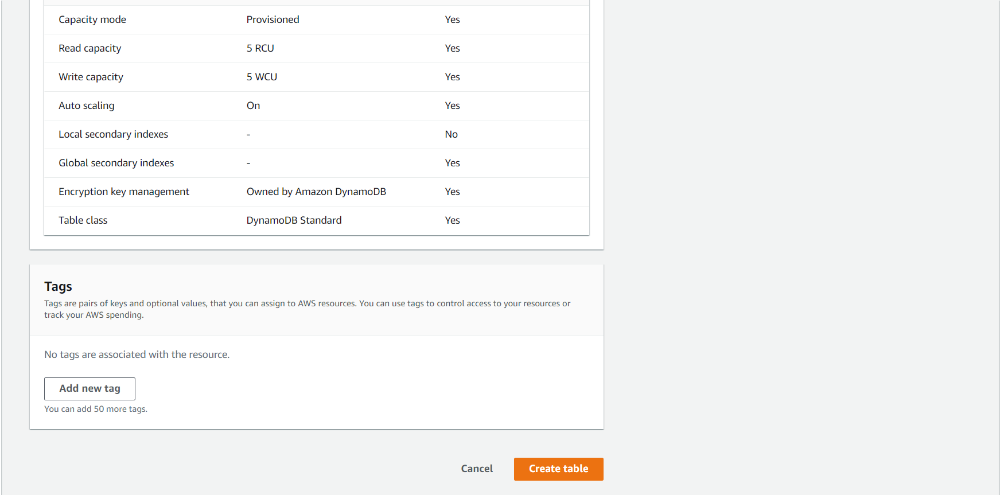 Capacity mode Provisioned Yes
Read capacity 5 RCU Yes
Write capacity 5 WCU Yes
Auto scaling On Yes
Local secondary indexes - No
Global secondary indexes - Yes
Encryption key management Owned by Amazon DynamoDB Yes
Table class DynamoDB Standard Yes
Tags
Tags are pairs of keys and optional values, that you can assign to AWS resources. You can use tags to control access to your resources or
track your AWS spending.
No tags are associated with the resource.
Add new tag
You can add 50 more tags.
Cancel Create table